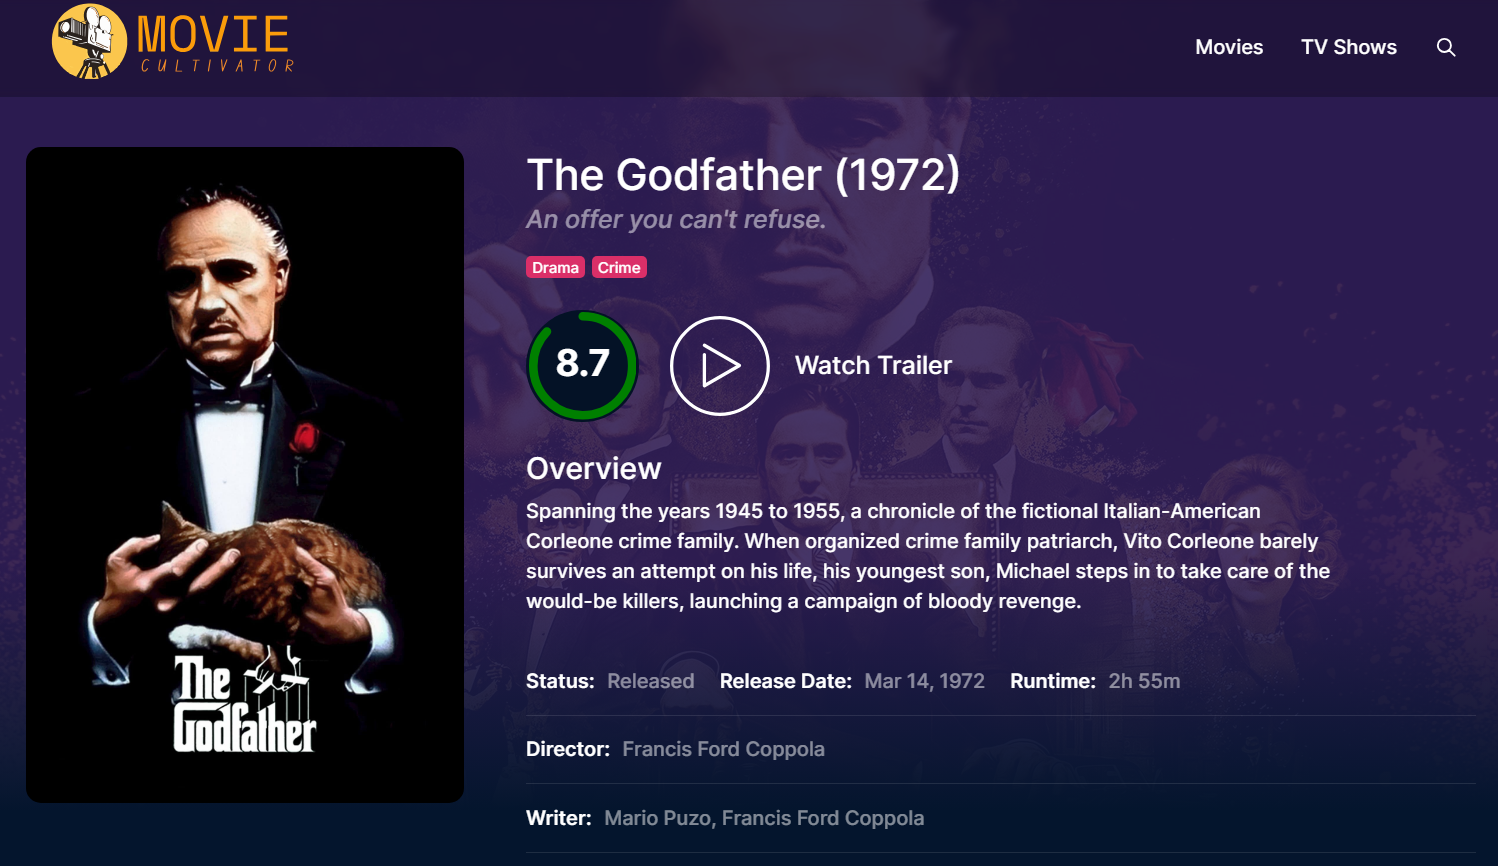 MOVIE
CULTIVATOR
Movies TV Shows
The Godfather (1972)
An offer you can't refuse.
Drama Crime
8.7 Watch Trailer
Overview
Spanning the years 1945 to 1955, a chronicle of the fictional Italian-American
Corleone crime family. When organized crime family patriarch, Vito Corleone barely
survives an attempt on his life, his youngest son, Michael steps in to take care of the
would-be killers, launching a campaign of bloody revenge.
The
Godfather
Status: Released Release Date: Mar 14, 1972 Runtime: 2h 55m
Director: Francis Ford Coppola
Writer: Mario Puzo, Francis Ford Coppola